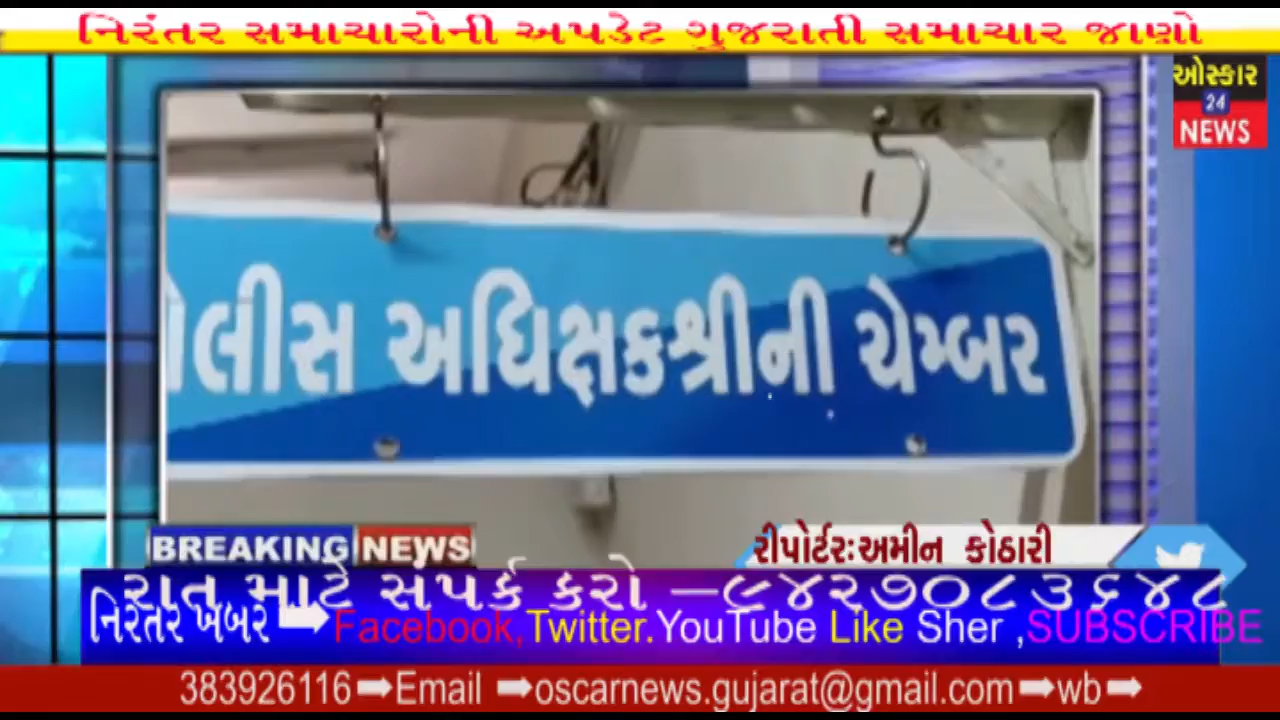 નિરંતર સમાચારોની અપડેટ ગુજરાતી સમાચાર જાણો
ઓસ્કાર
24
NEWS
અધિક્ષકશ્રીની ચેમ્બર
BREAKING NEWS
રીપોર્ટર:અમીન કોઠારી
રાત માટે સંપર્ક કરો –૯૪૨૭૦૮૩૬૪૮
નિરંતર ખબર ➡Facebook,Twitter.YouTube Like Sher ,SUBSCRIBE
383926116➡Email ➡oscarnews.gujarat@gmail.com➡wb➡